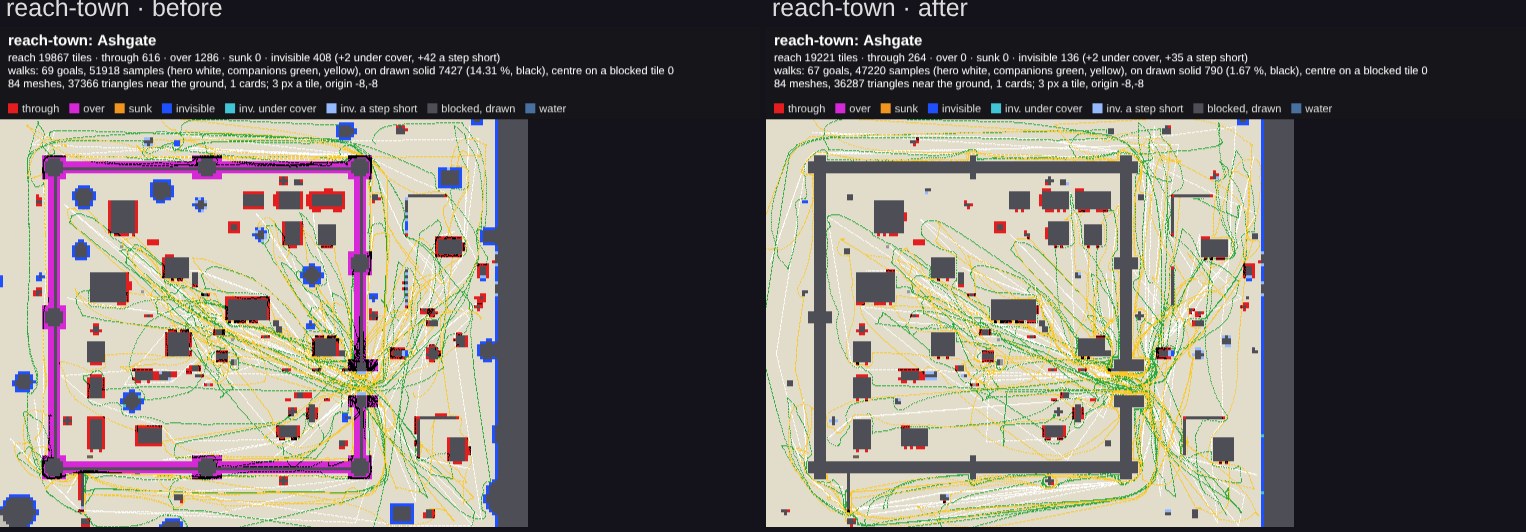 reach-town · before
reach-town: Ashgate
reach 19867 tiles · through 616 · over 1286 · sunk 0 · invisible 408 (+2 under cover, +42 a step short)
walks: 69 goals, 51918 samples (hero white, companions green, yellow), on drawn solid 7427 (14.31 %, black), centre on a blocked tile 0
84 meshes, 37366 triangles near the ground, 1 cards; 3 px a tile, origin -8,-8
through over sunk invisible inv. under cover inv. a step short blocked, drawn water
reach-town · after
reach-town: Ashgate
reach 19221 tiles · through 264 · over 0 · sunk 0 · invisible 136 (+2 under cover, +35 a step short)
walks: 67 goals, 47220 samples (hero white, companions green, yellow), on drawn solid 790 (1.67 %, black), centre on a blocked tile 0
84 meshes, 36287 triangles near the ground, 1 cards; 3 px a tile, origin -8,-8
through over sunk invisible inv. under cover inv. a step short blocked, drawn water